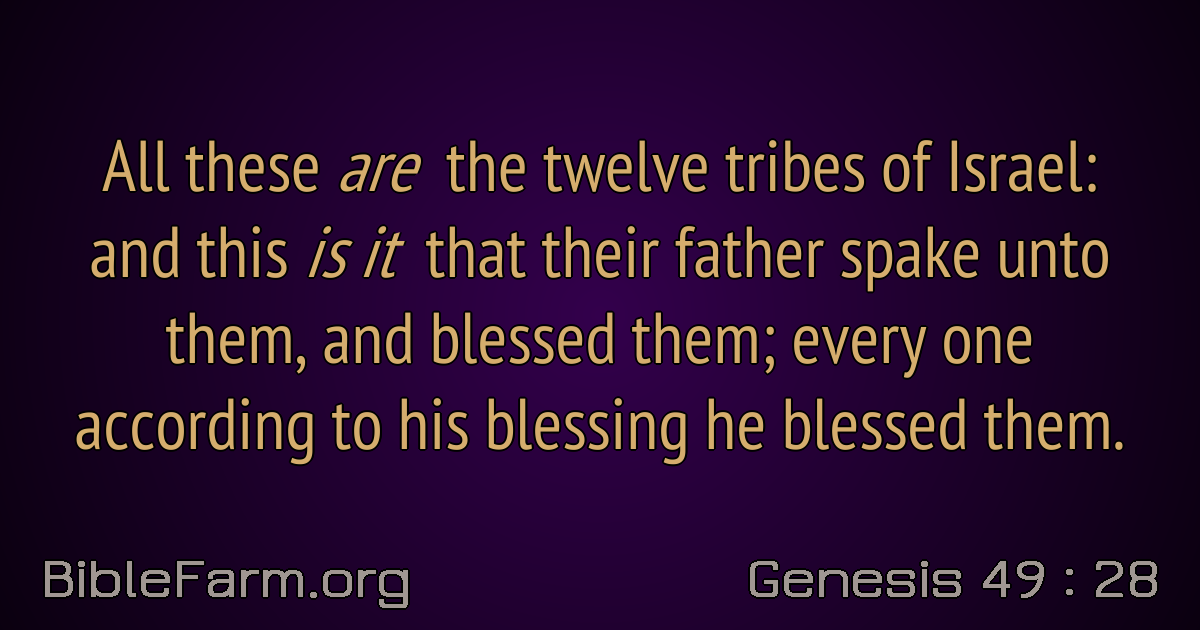 All these are the twelve tribes of Israel:
and this is it that their father spake unto
them, and blessed them; every one
according to his blessing he blessed them.
BibleFarm.org
Genesis 49 : 28